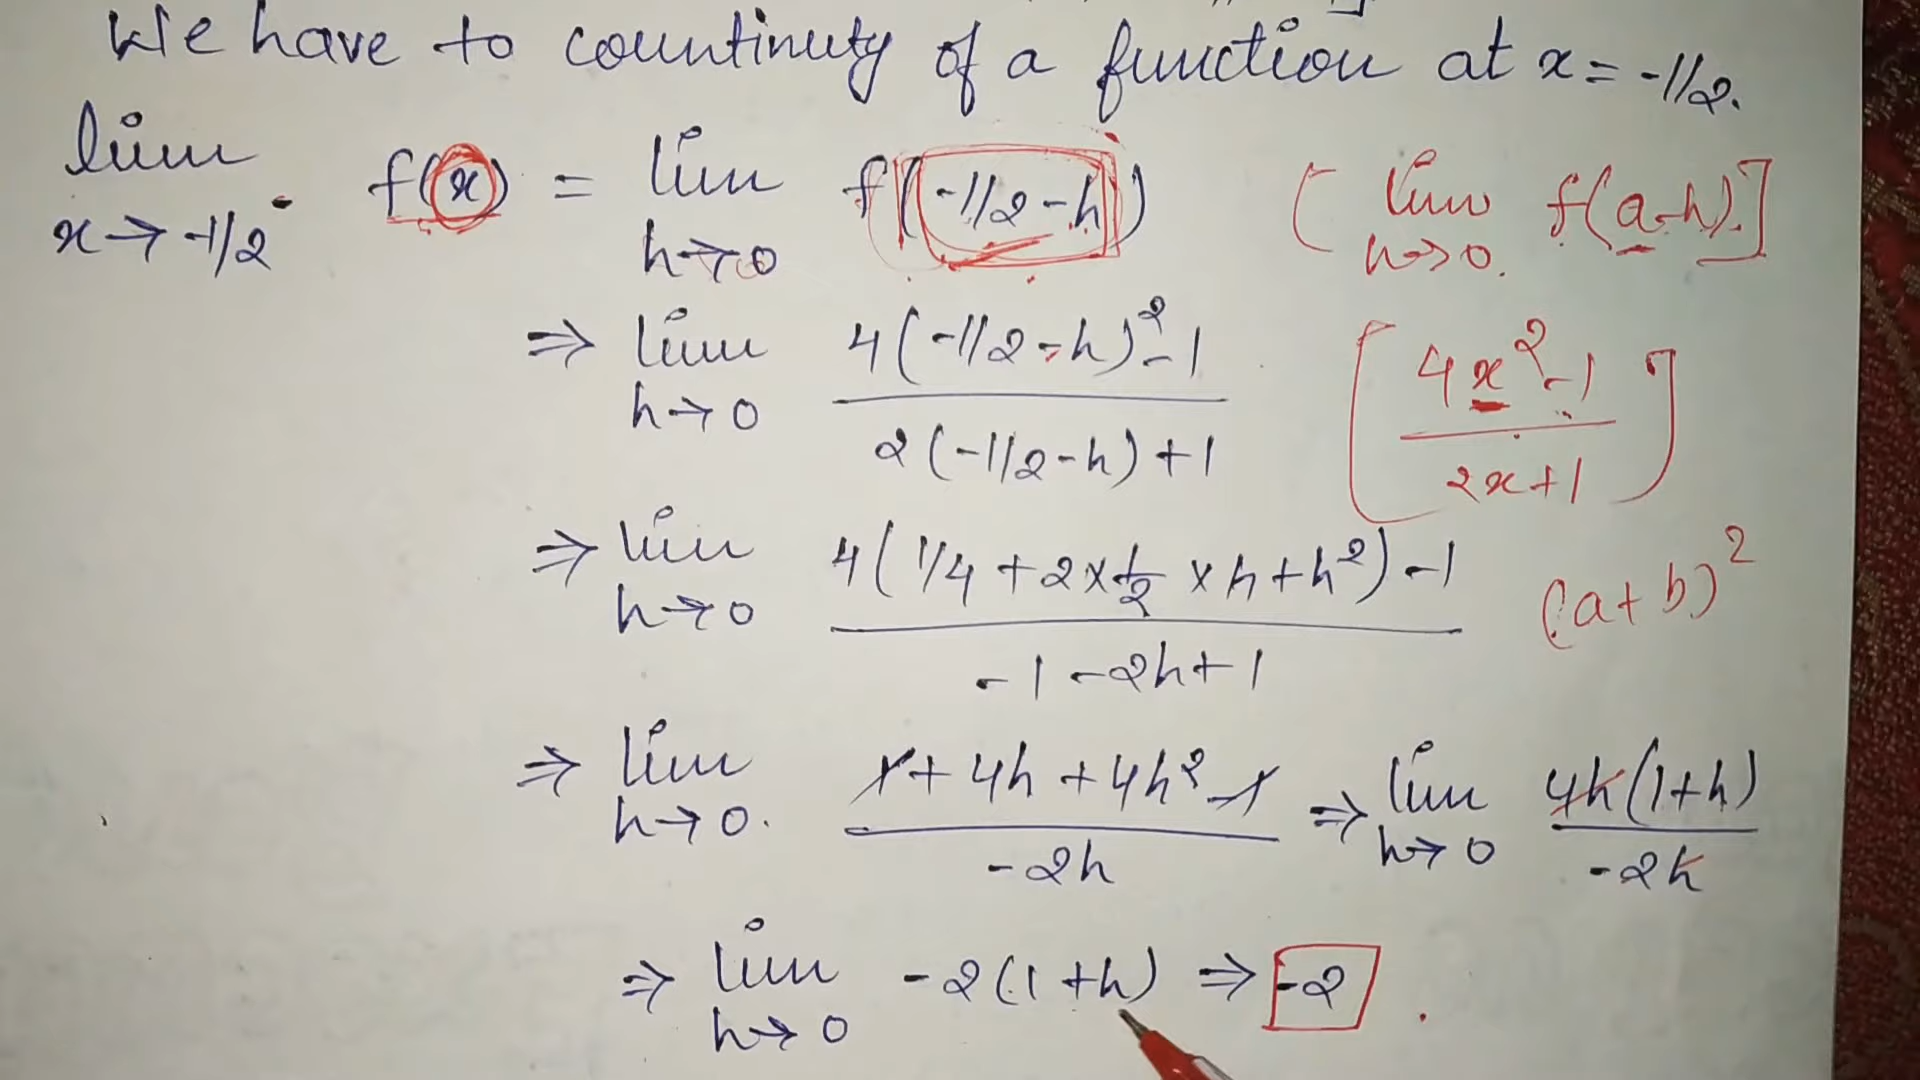 We have to countinuty of a function at x = -1/2.
lim x→-1/2⁻ f(x) = lim h→0 f(-1/2-h) [lim h→0. f(a-h).]
⇒ lim h→0 4(-1/2-h)²-1 / 2(-1/2-h)+1 [4x²-1 / 2x+1]
⇒ lim h→0 4(1/4+2×1/2×h+h²)-1 / -1-2h+1 (a+b)²
⇒ lim h→0. 1+4h+4h²-1 / -2h ⇒ lim h→0 4h(1+h) / -2h
⇒ lim h→0 -2(1+h) ⇒ -2.